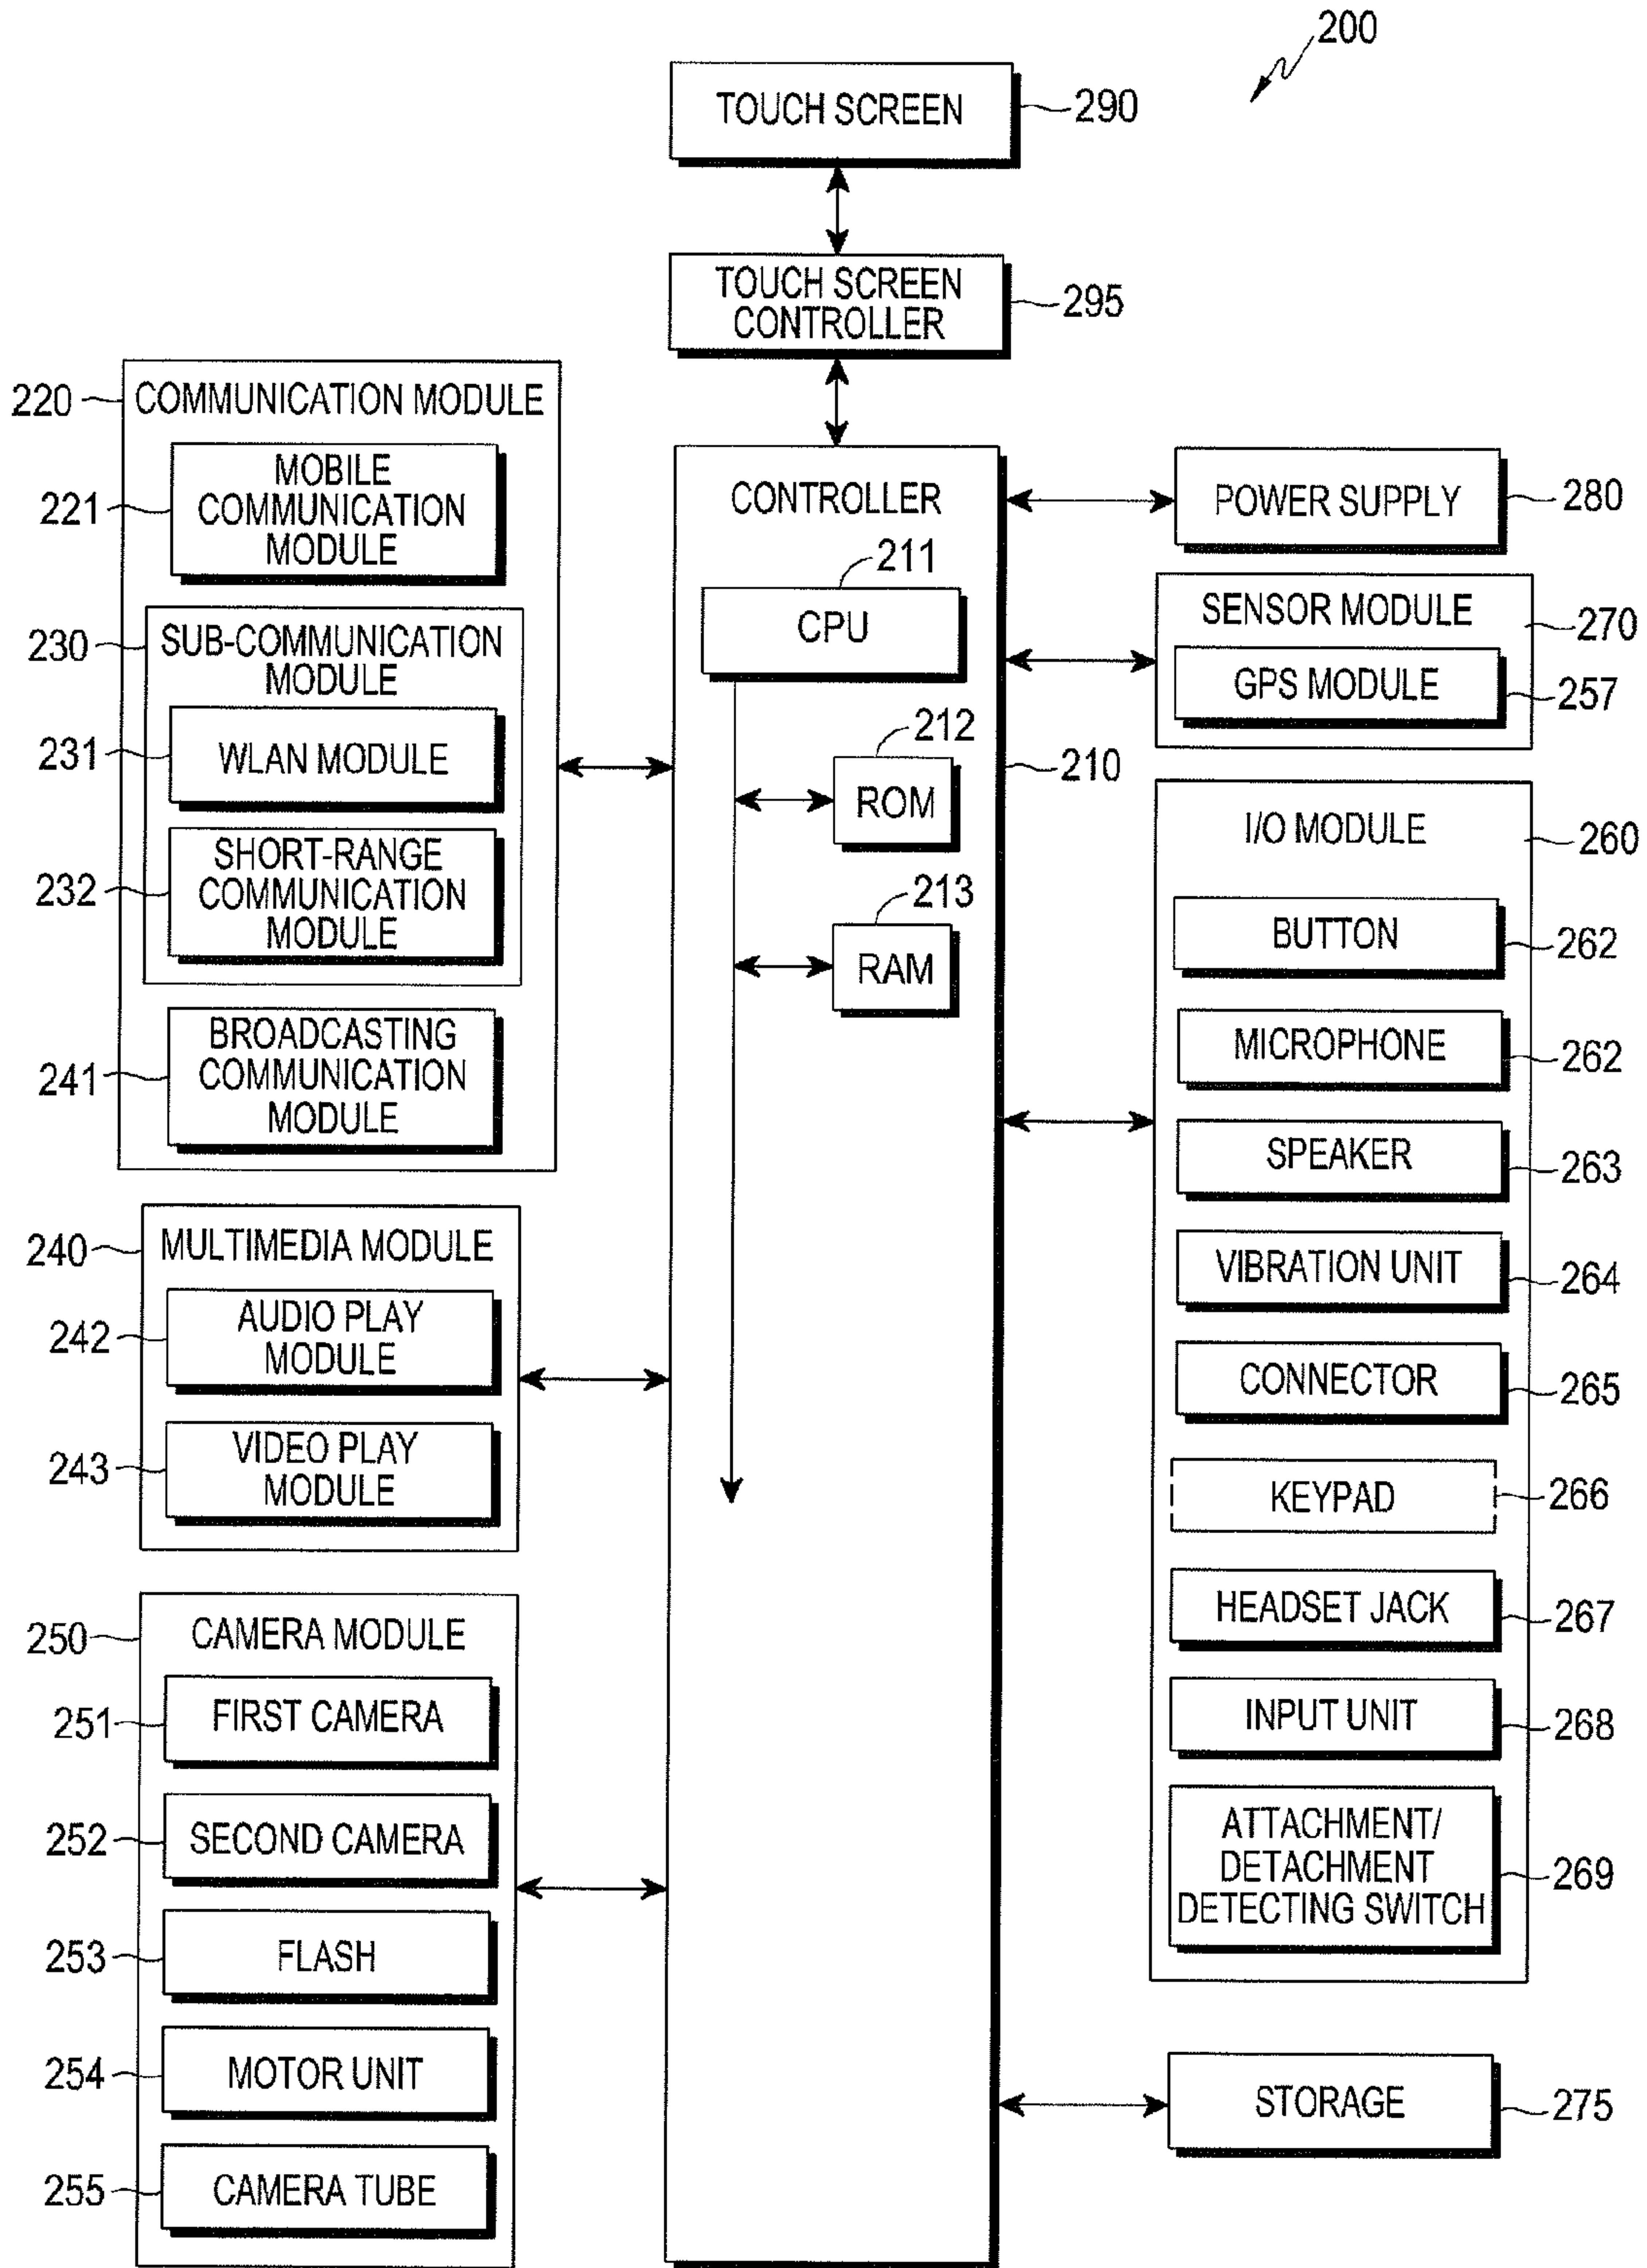 200
TOUCH SCREEN
290
TOUCH SCREEN
CONTROLLER
295
220
COMMUNICATION MODULE
221
MOBILE
COMMUNICATION
MODULE
230
SUB-COMMUNICATION
MODULE
231
WLAN MODULE
232
SHORT-RANGE
COMMUNICATION
MODULE
241
BROADCASTING
COMMUNICATION
MODULE
240
MULTIMEDIA MODULE
242
AUDIO PLAY
MODULE
243
VIDEO PLAY
MODULE
250
CAMERA MODULE
251
FIRST CAMERA
252
SECOND CAMERA
253
FLASH
254
MOTOR UNIT
255
CAMERA TUBE
CONTROLLER
211
CPU
212
ROM
213
RAM
210
POWER SUPPLY
280
SENSOR MODULE
270
GPS MODULE
257
I/O MODULE
260
BUTTON
262
MICROPHONE
262
SPEAKER
263
VIBRATION UNIT
264
CONNECTOR
265
KEYPAD
266
HEADSET JACK
267
INPUT UNIT
268
ATTACHMENT/
DETACHMENT
DETECTING SWITCH
269
STORAGE
275